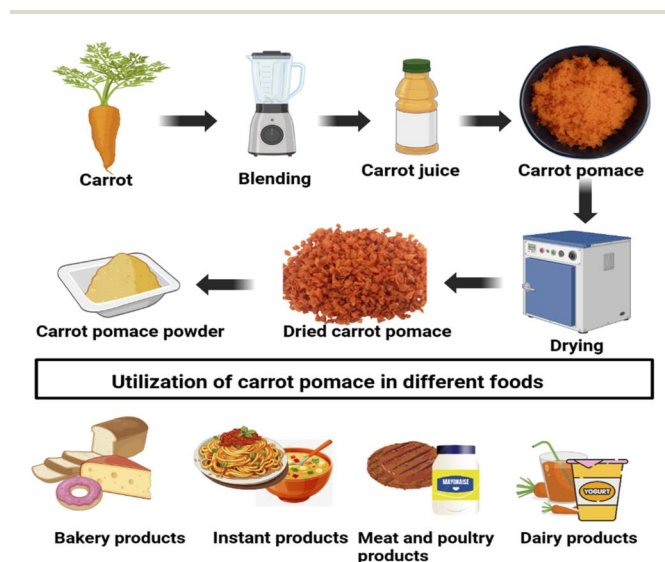 Carrot
Blending
Carrot juice
Carrot pomace
Carrot pomace powder
Dried carrot pomace
Drying
Utilization of carrot pomace in different foods
MAYONAISE
YOGURT
Bakery products
Instant products
Meat and poultry
products
Dairy products